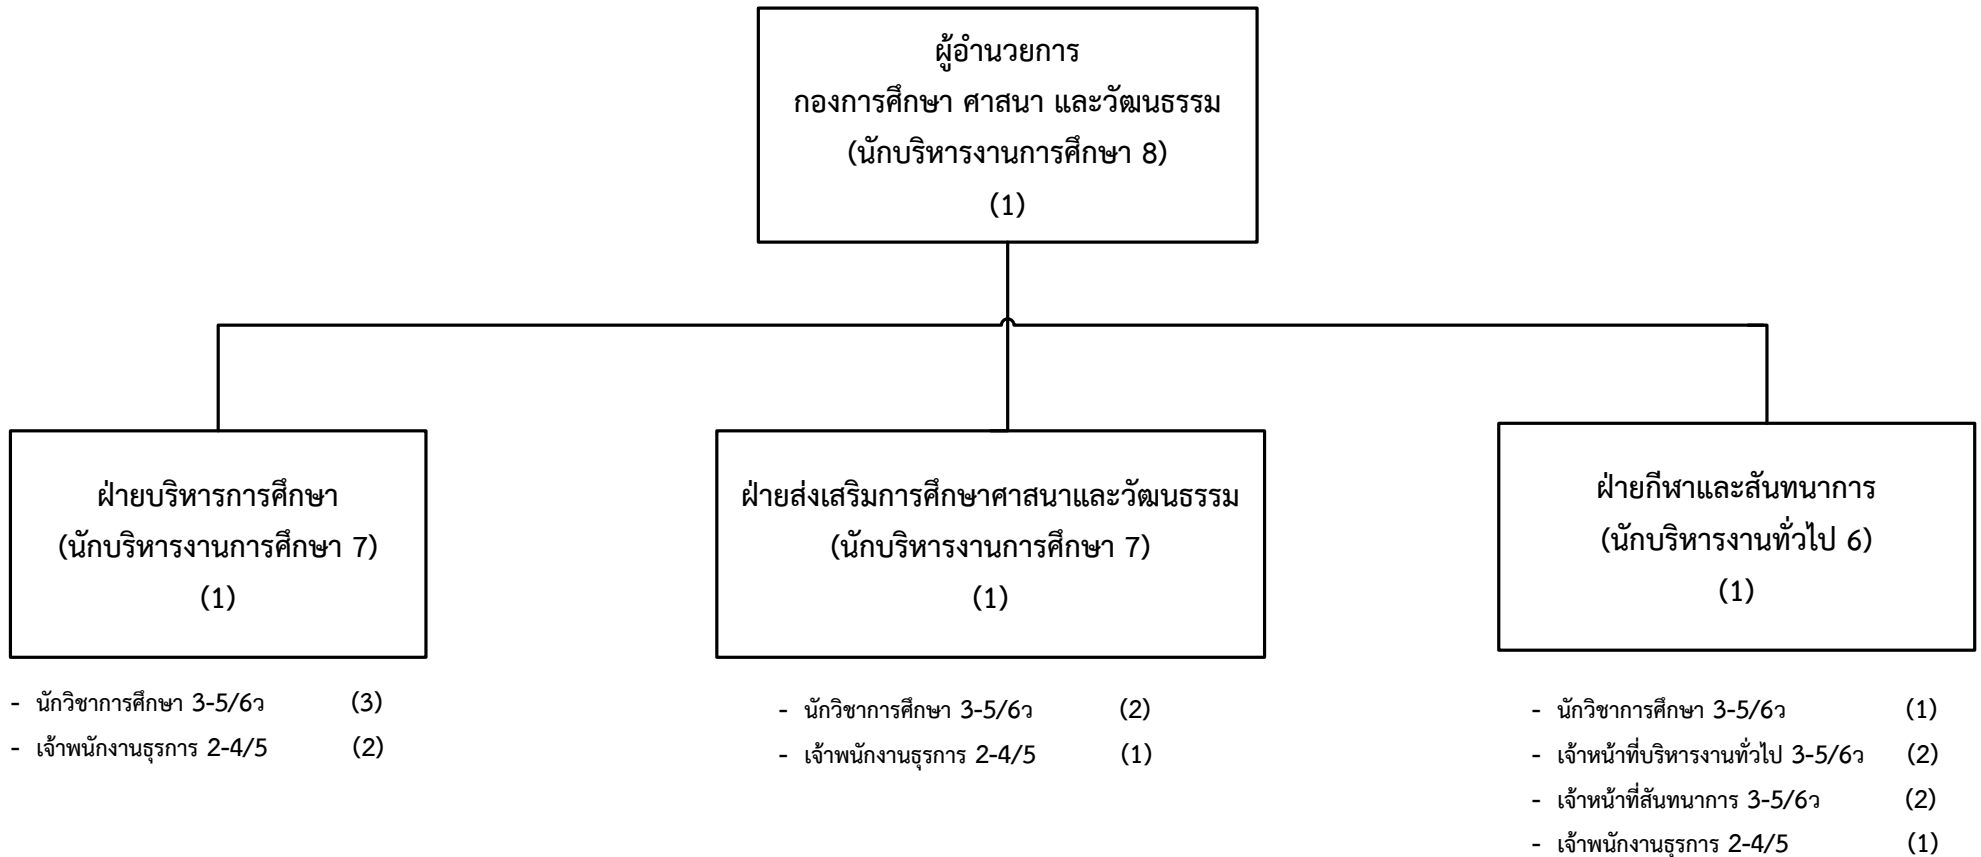 ผู้อำนวยการ
กองการศึกษา ศาสนา และวัฒนธรรม
(นักบริหารงานการศึกษา 8)
(1)
ฝ่ายบริหารการศึกษา
(นักบริหารงานการศึกษา 7)
(1)
- นักวิชาการศึกษา 3-5/6ว (3)
- เจ้าพนักงานธุรการ 2-4/5 (2)
ฝ่ายส่งเสริมการศึกษาศาสนาและวัฒนธรรม
(นักบริหารงานการศึกษา 7)
(1)
- นักวิชาการศึกษา 3-5/6ว (2)
- เจ้าพนักงานธุรการ 2-4/5 (1)
ฝ่ายกีฬาและสันทนาการ
(นักบริหารงานทั่วไป 6)
(1)
- นักวิชาการศึกษา 3-5/6ว (1)
- เจ้าหน้าที่บริหารงานทั่วไป 3-5/6ว (2)
- เจ้าหน้าที่สันทนาการ 3-5/6ว (2)
- เจ้าพนักงานธุรการ 2-4/5 (1)